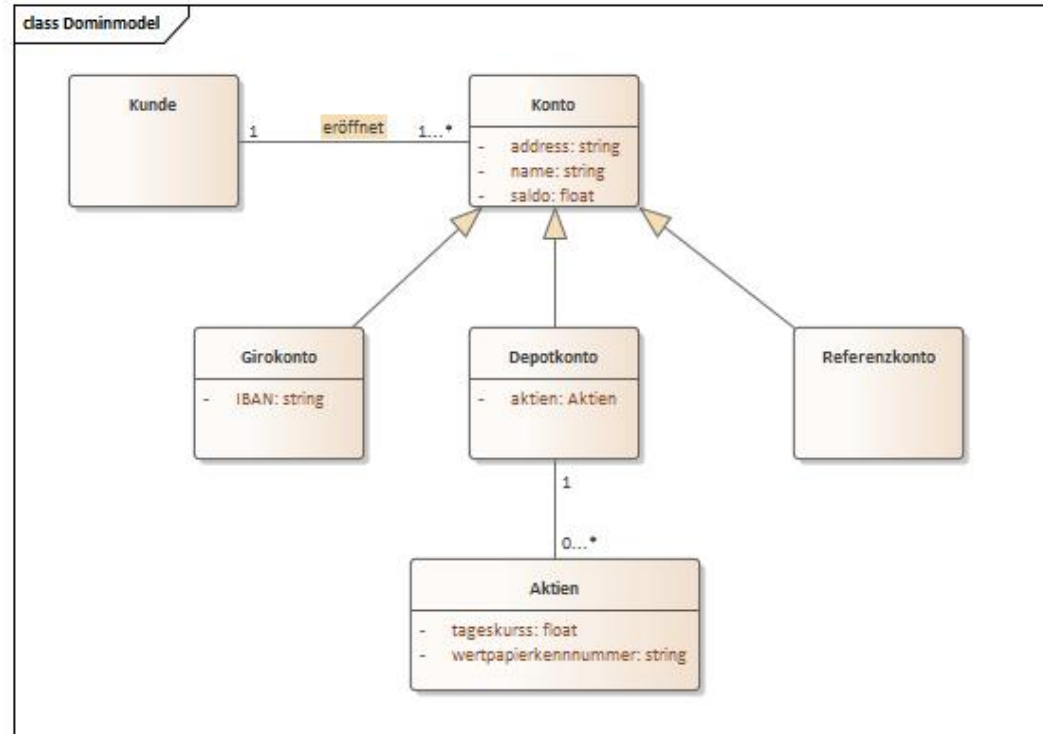 class Dominmodel
Kunde
Konto
1
eröffnet
1...*
- address: string
- name: string
- saldo: float
Girokonto
- IBAN: string
Depotkonto
- aktien: Aktien
Referenzkonto
1
0...*
Aktien
- tageskurss: float
- wertpapierkennnummer: string